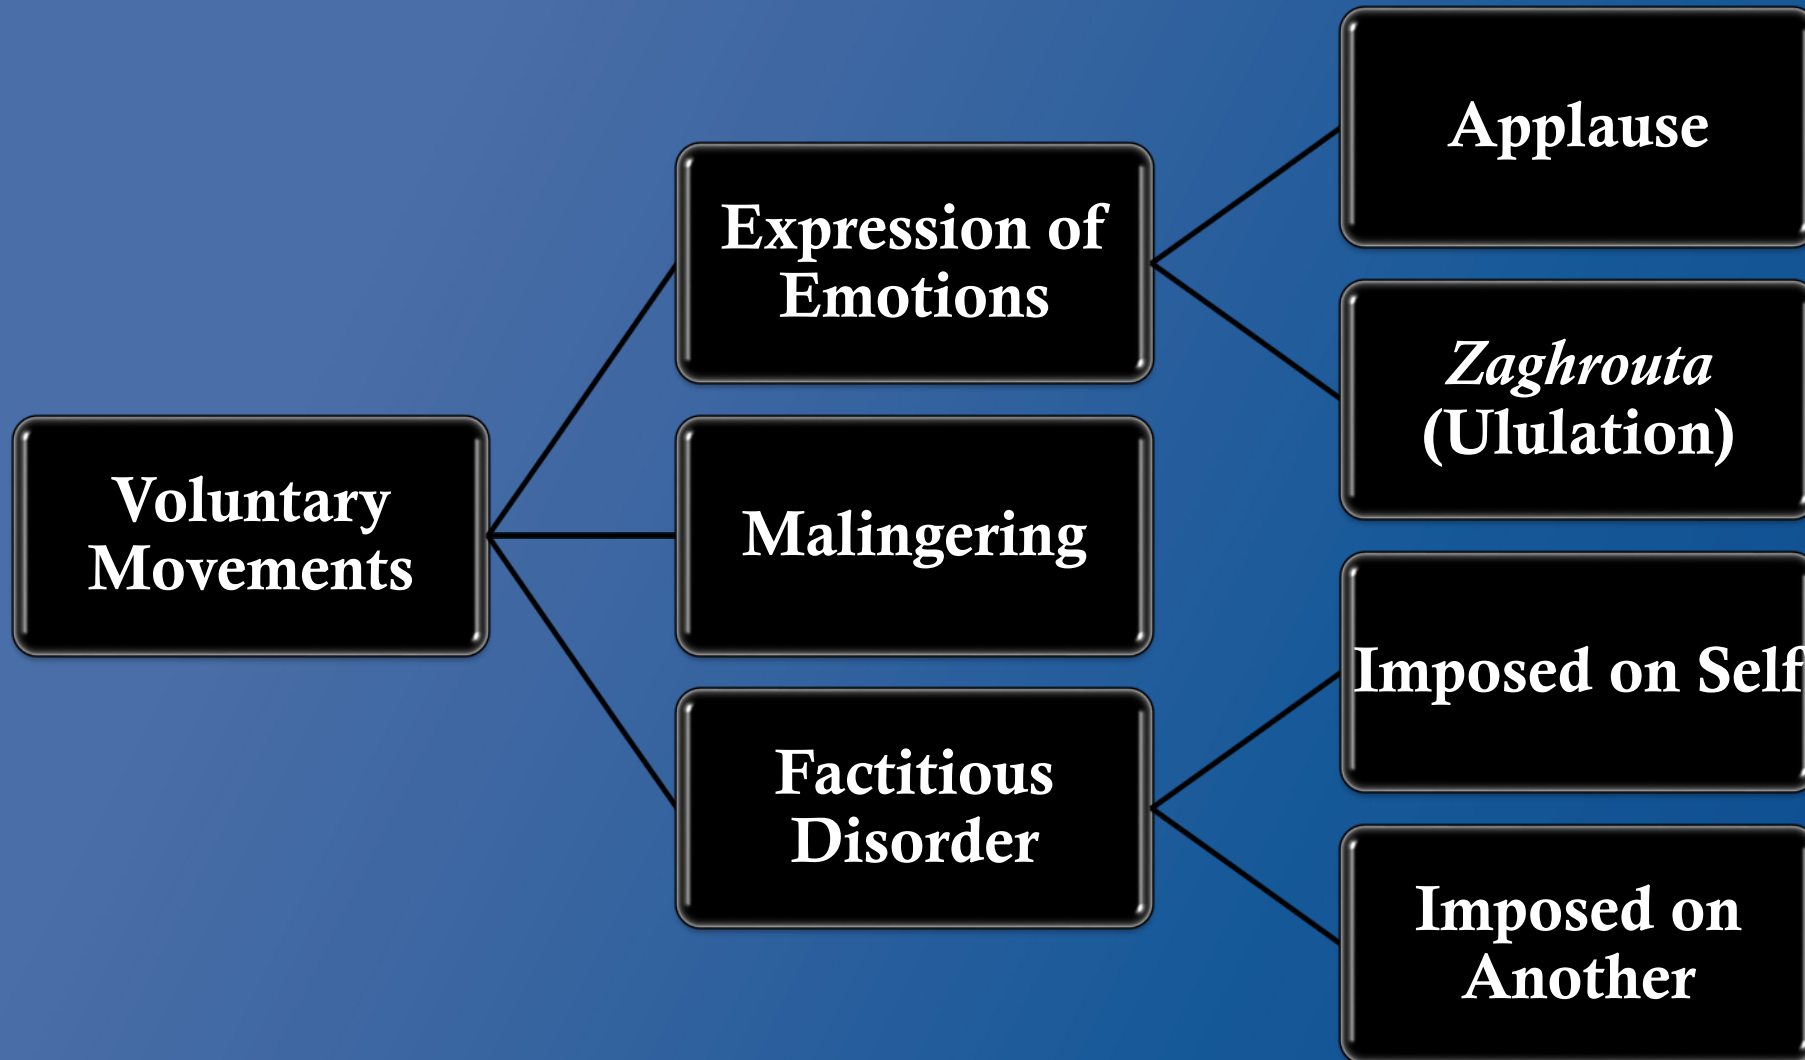 Voluntary
Movements
Expression of
Emotions
Malingering
Factitious
Disorder
Applause
Zaghrouta
(Ululation)
Imposed on Self
Imposed on
Another